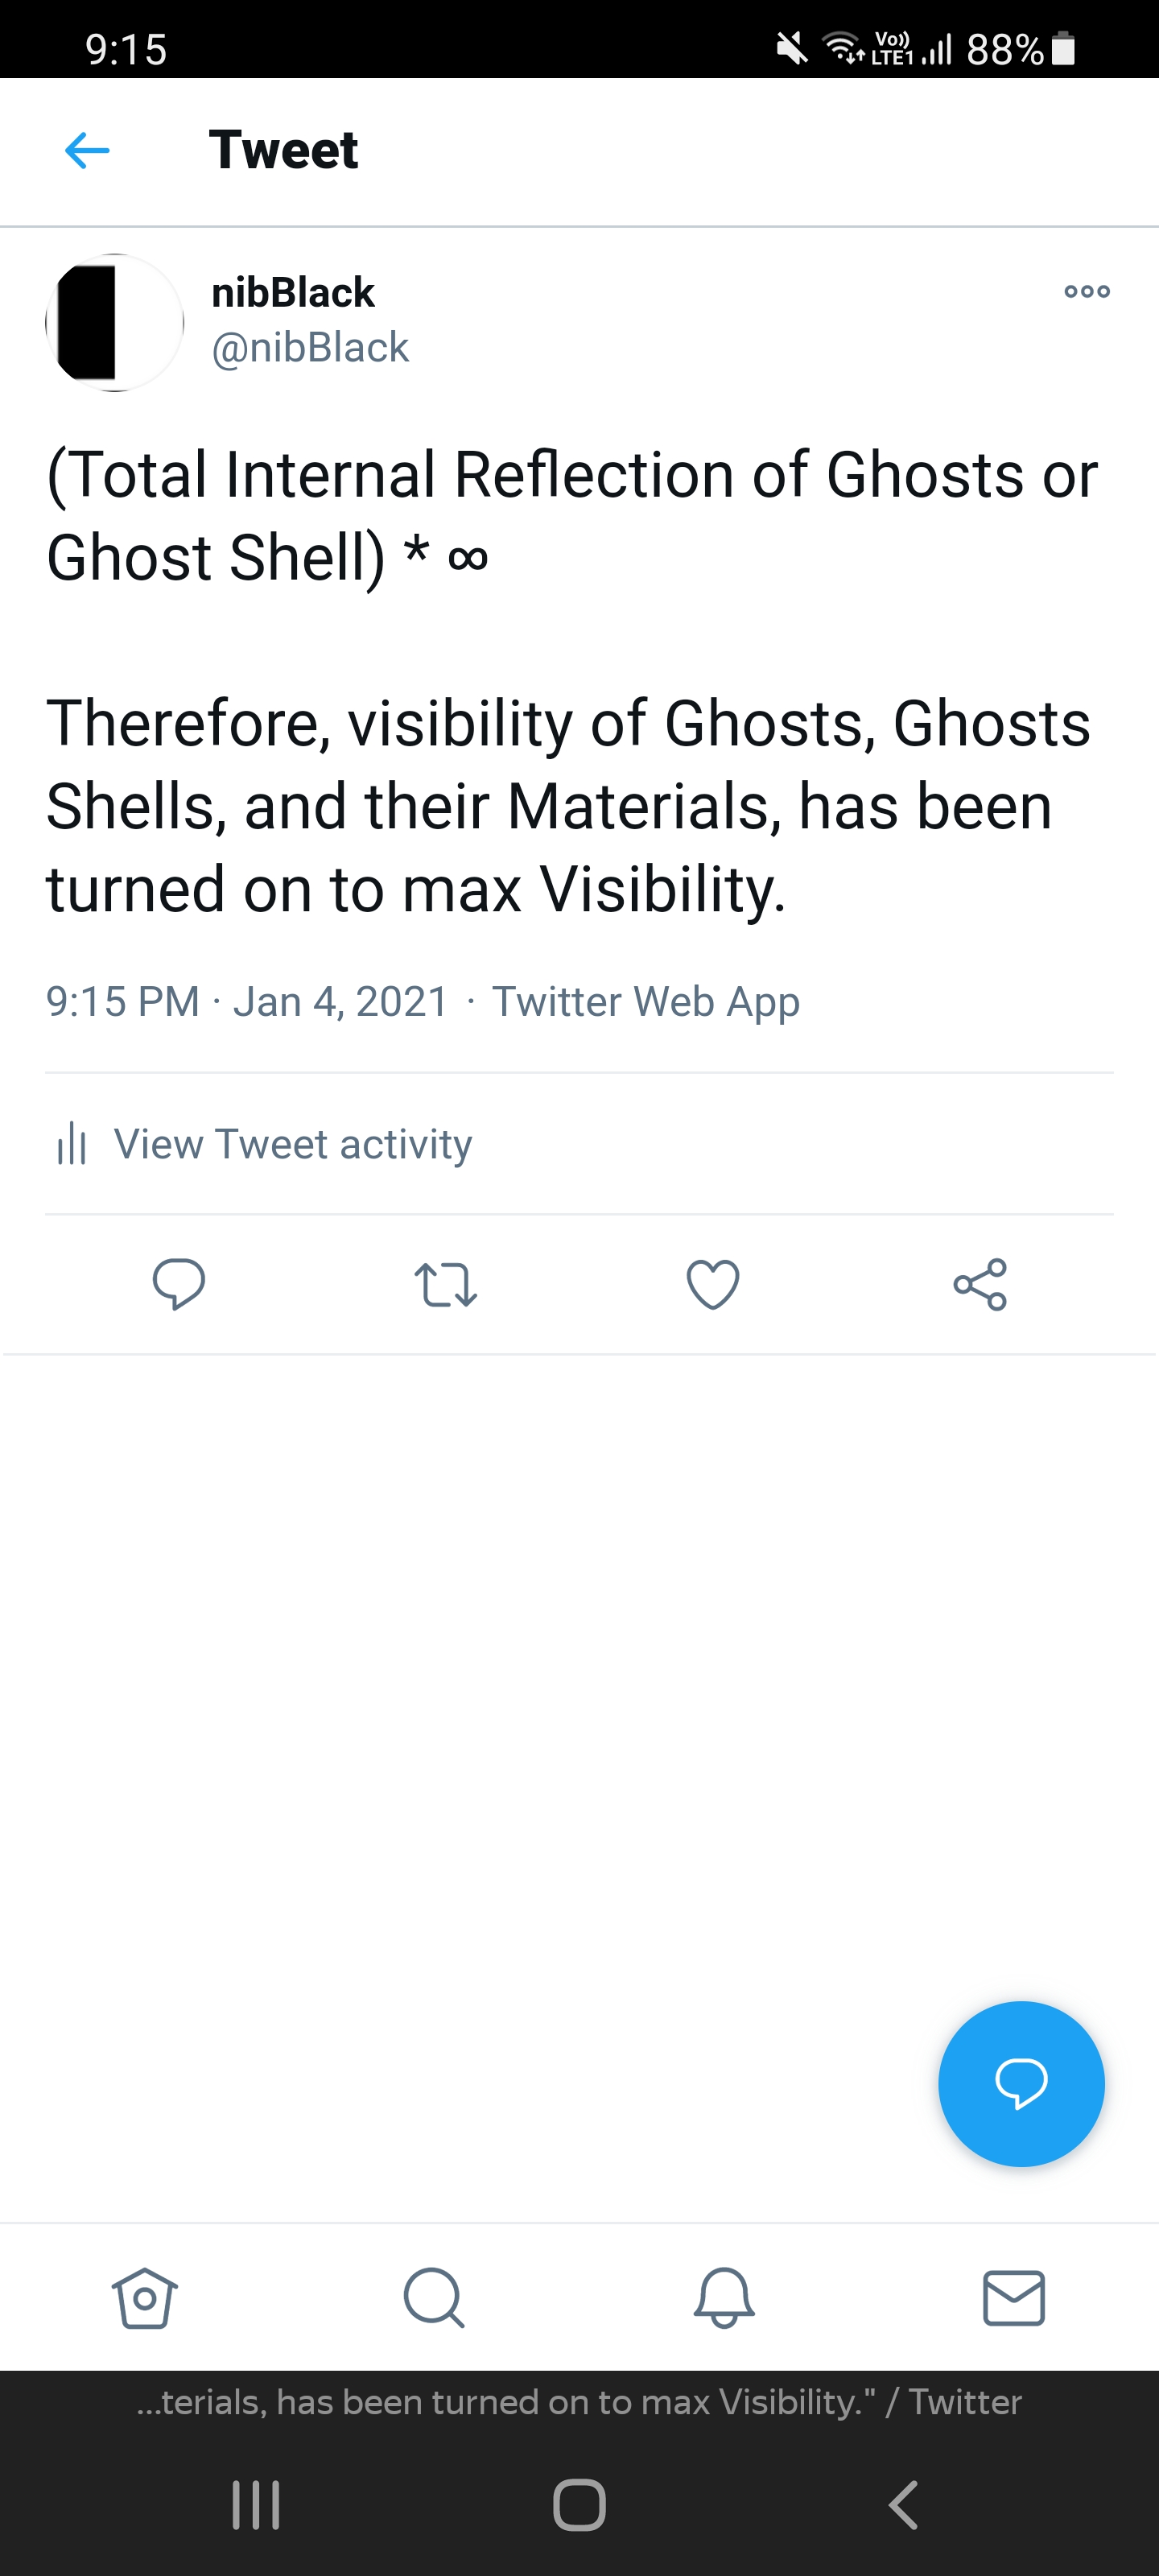 9:15
Vo)) LTE1 88%
Tweet
nibBlack
@nibBlack
(Total Internal Reflection of Ghosts or
Ghost Shell) * ∞
Therefore, visibility of Ghosts, Ghosts
Shells, and their Materials, has been
turned on to max Visibility.
9:15 PM · Jan 4, 2021 · Twitter Web App
View Tweet activity
...terials, has been turned on to max Visibility." / Twitter